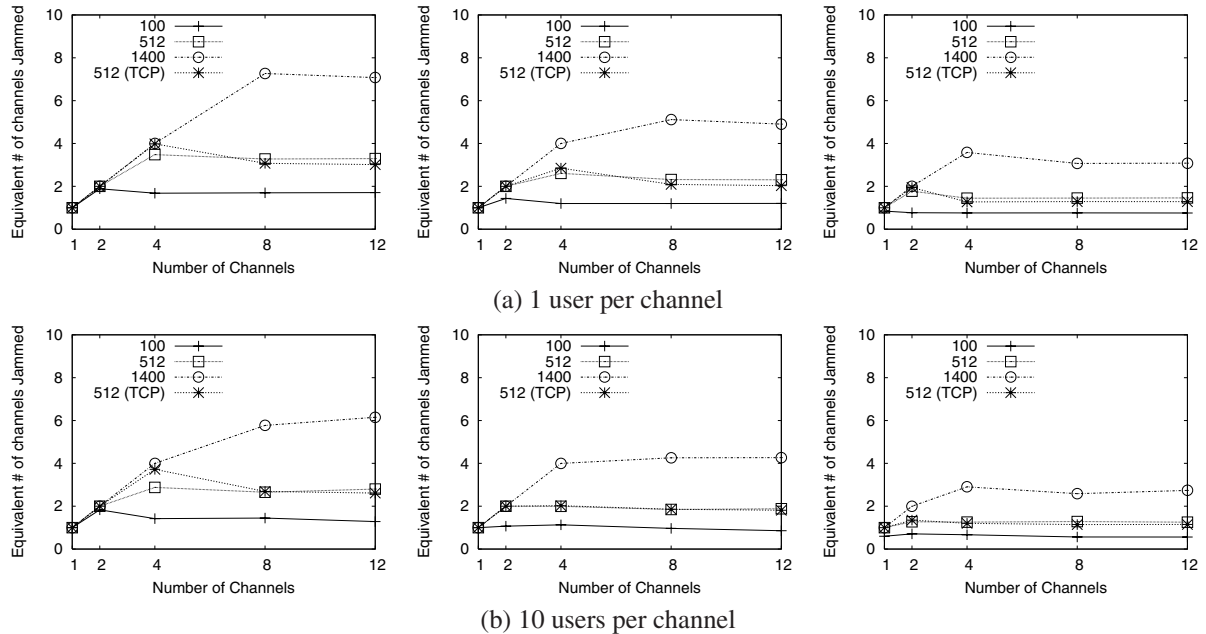 Equivalent # of channels Jammed
10
8
6
4
2
0
100
512
1400
512 (TCP)
1 2 4 8 12
Number of Channels
Equivalent # of channels Jammed
10
8
6
4
2
0
100
512
1400
512 (TCP)
1 2 4 8 12
Number of Channels
Equivalent # of channels Jammed
10
8
6
4
2
0
100
512
1400
512 (TCP)
1 2 4 8 12
Number of Channels
(a) 1 user per channel
Equivalent # of channels Jammed
10
8
6
4
2
0
100
512
1400
512 (TCP)
1 2 4 8 12
Number of Channels
Equivalent # of channels Jammed
10
8
6
4
2
0
100
512
1400
512 (TCP)
1 2 4 8 12
Number of Channels
Equivalent # of channels Jammed
10
8
6
4
2
0
100
512
1400
512 (TCP)
1 2 4 8 12
Number of Channels
(b) 10 users per channel